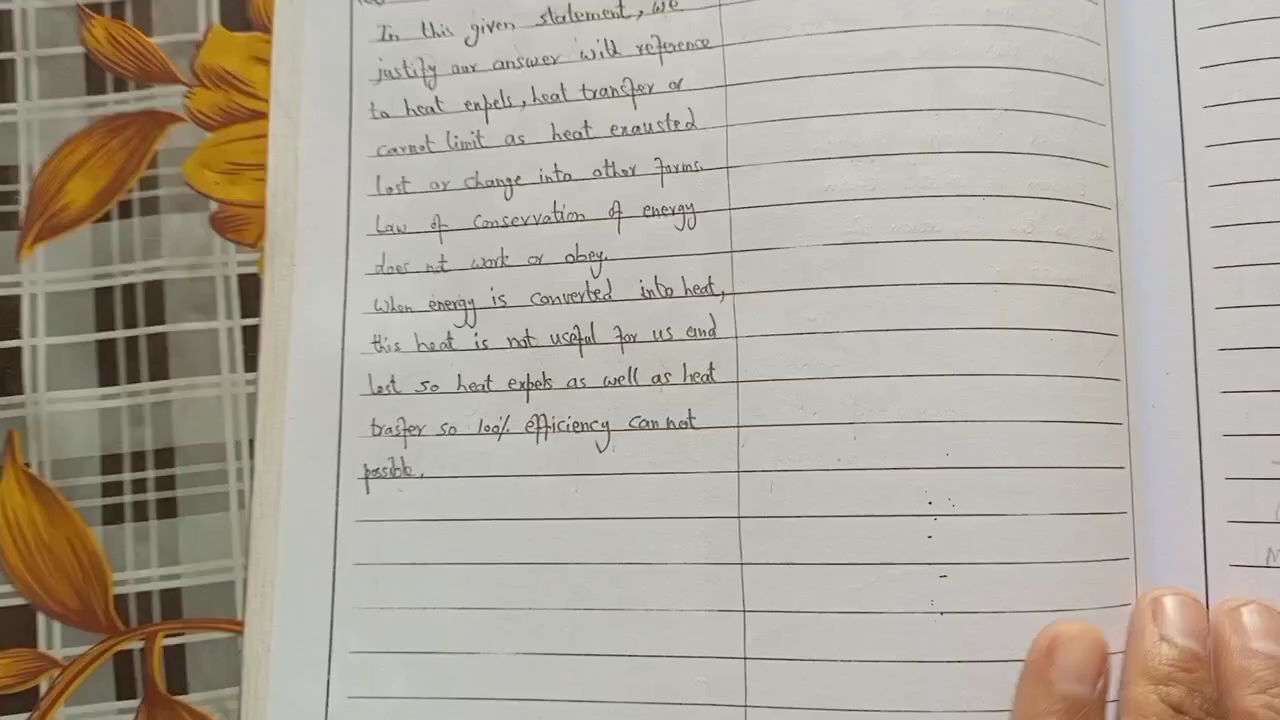 In this given statement, we
justify our answer will reference
to heat expels, heat transfer or
carnot limit as heat exausted
lost or change into other forms.
Law of conservation of energy
does not work or obey.
When energy is converted into heat,
this heat is not useful for us and
lost so heat expels as well as heat
trasfer so 100% efficiency can not
possible.